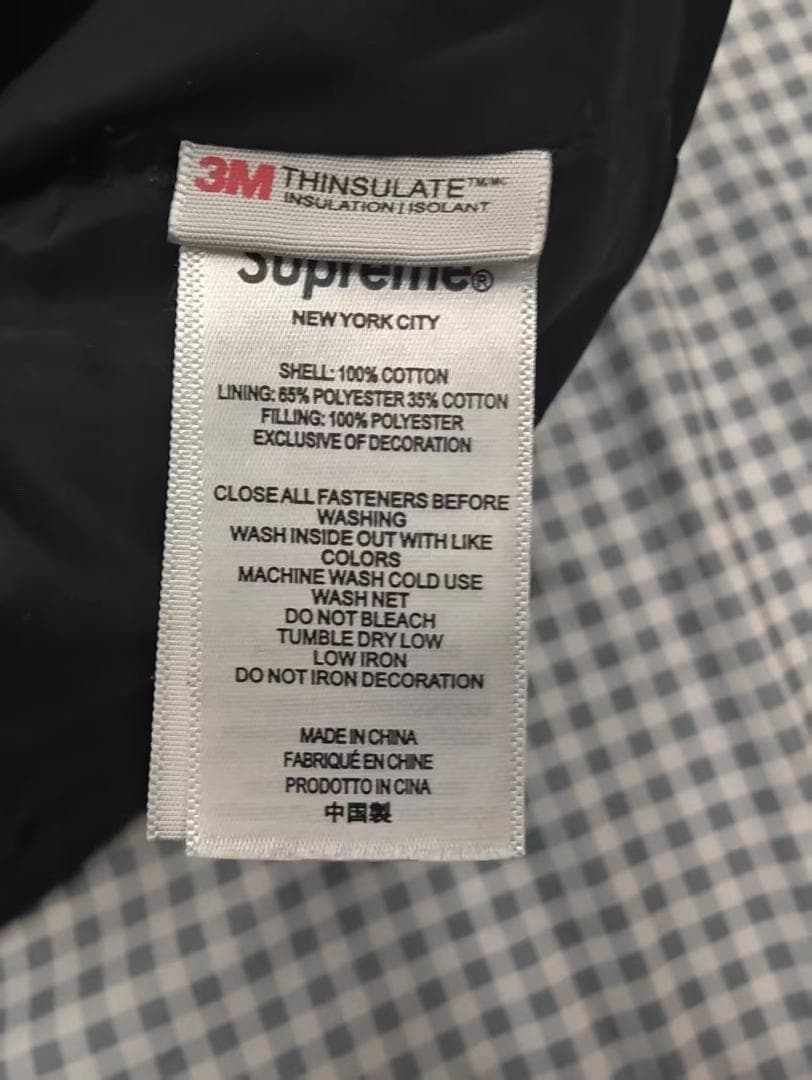 3M THINSULATE™/MC
INSULATION | ISOLANT
Supreme®
NEW YORK CITY
SHELL: 100% COTTON
LINING: 65% POLYESTER 35% COTTON
FILLING: 100% POLYESTER
EXCLUSIVE OF DECORATION
CLOSE ALL FASTENERS BEFORE
WASHING
WASH INSIDE OUT WITH LIKE
COLORS
MACHINE WASH COLD USE
WASH NET
DO NOT BLEACH
TUMBLE DRY LOW
LOW IRON
DO NOT IRON DECORATION
MADE IN CHINA
FABRIQUÉ EN CHINE
PRODOTTO IN CINA
中国製